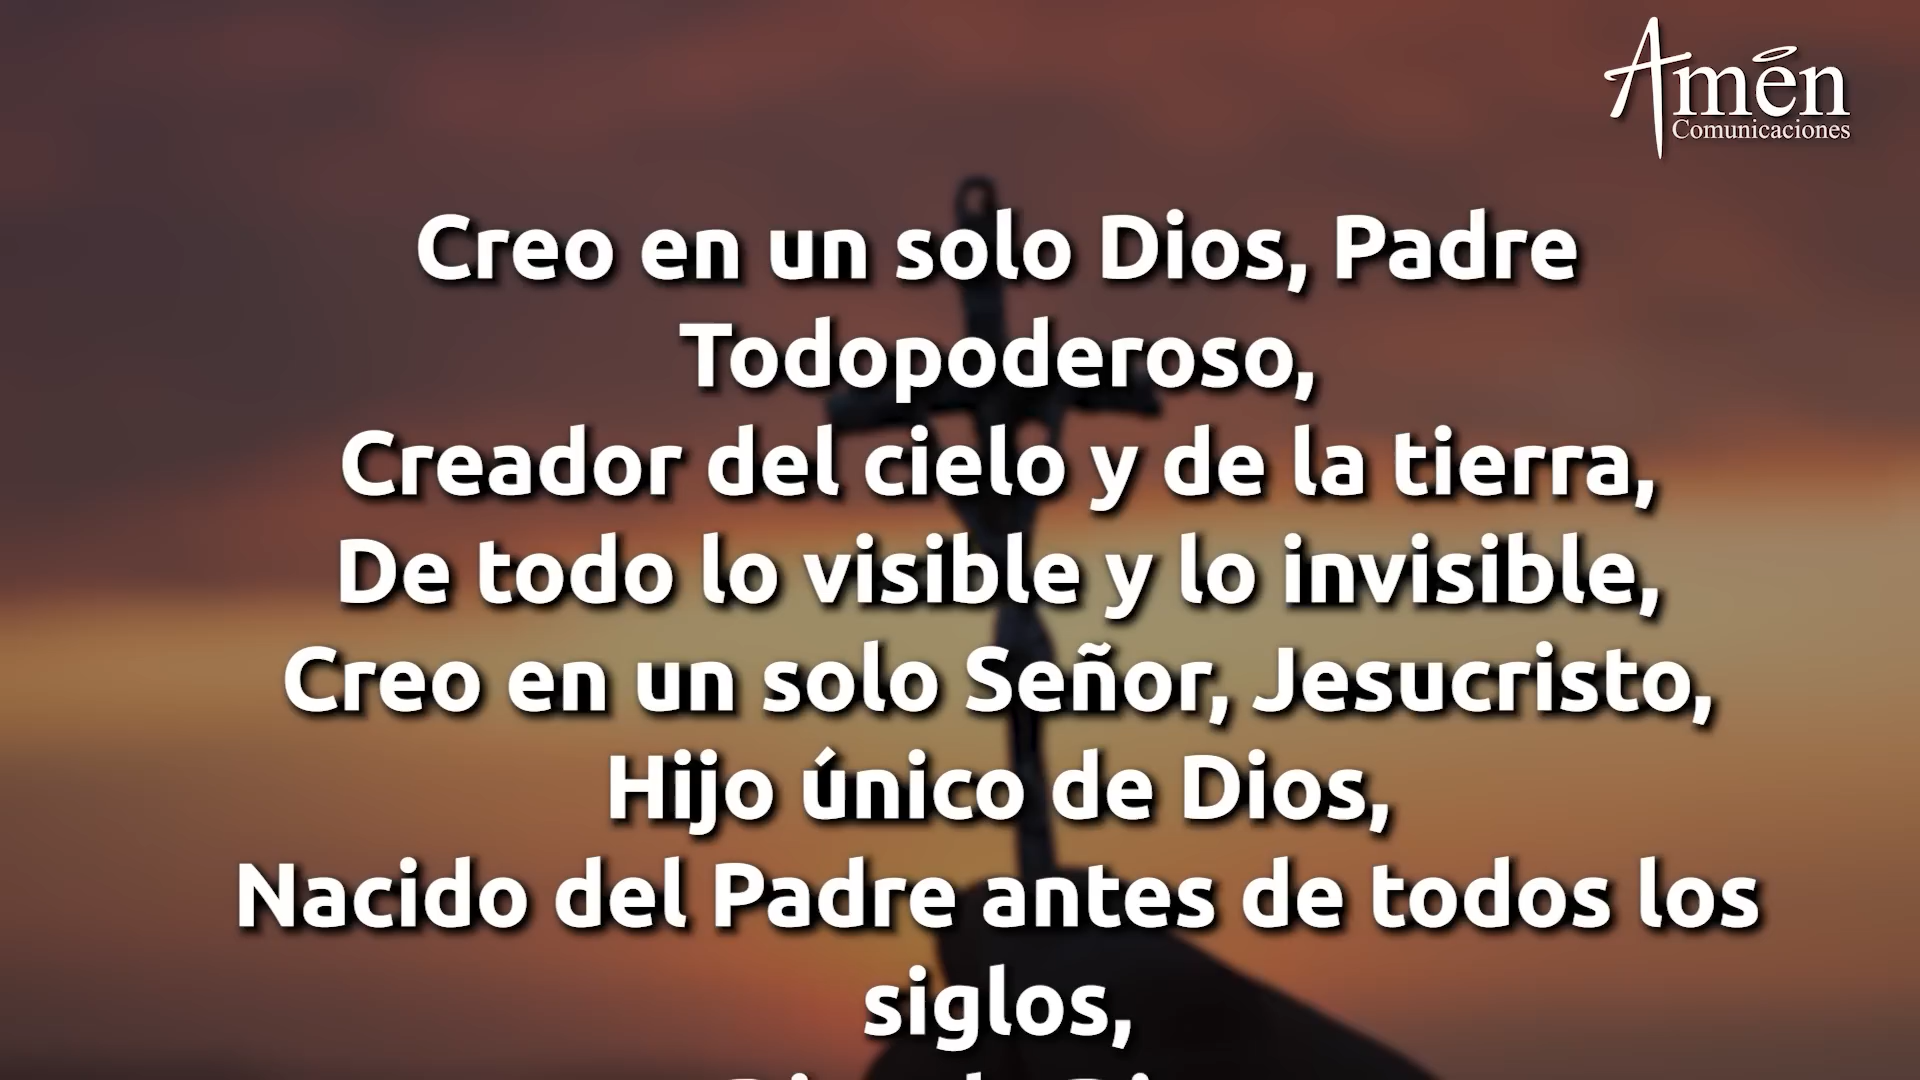 Amén
Comunicaciones
Creo en un solo Dios, Padre
Todopoderoso,
Creador del cielo y de la tierra,
De todo lo visible y lo invisible,
Creo en un solo Señor, Jesucristo,
Hijo único de Dios,
Nacido del Padre antes de todos los
siglos,